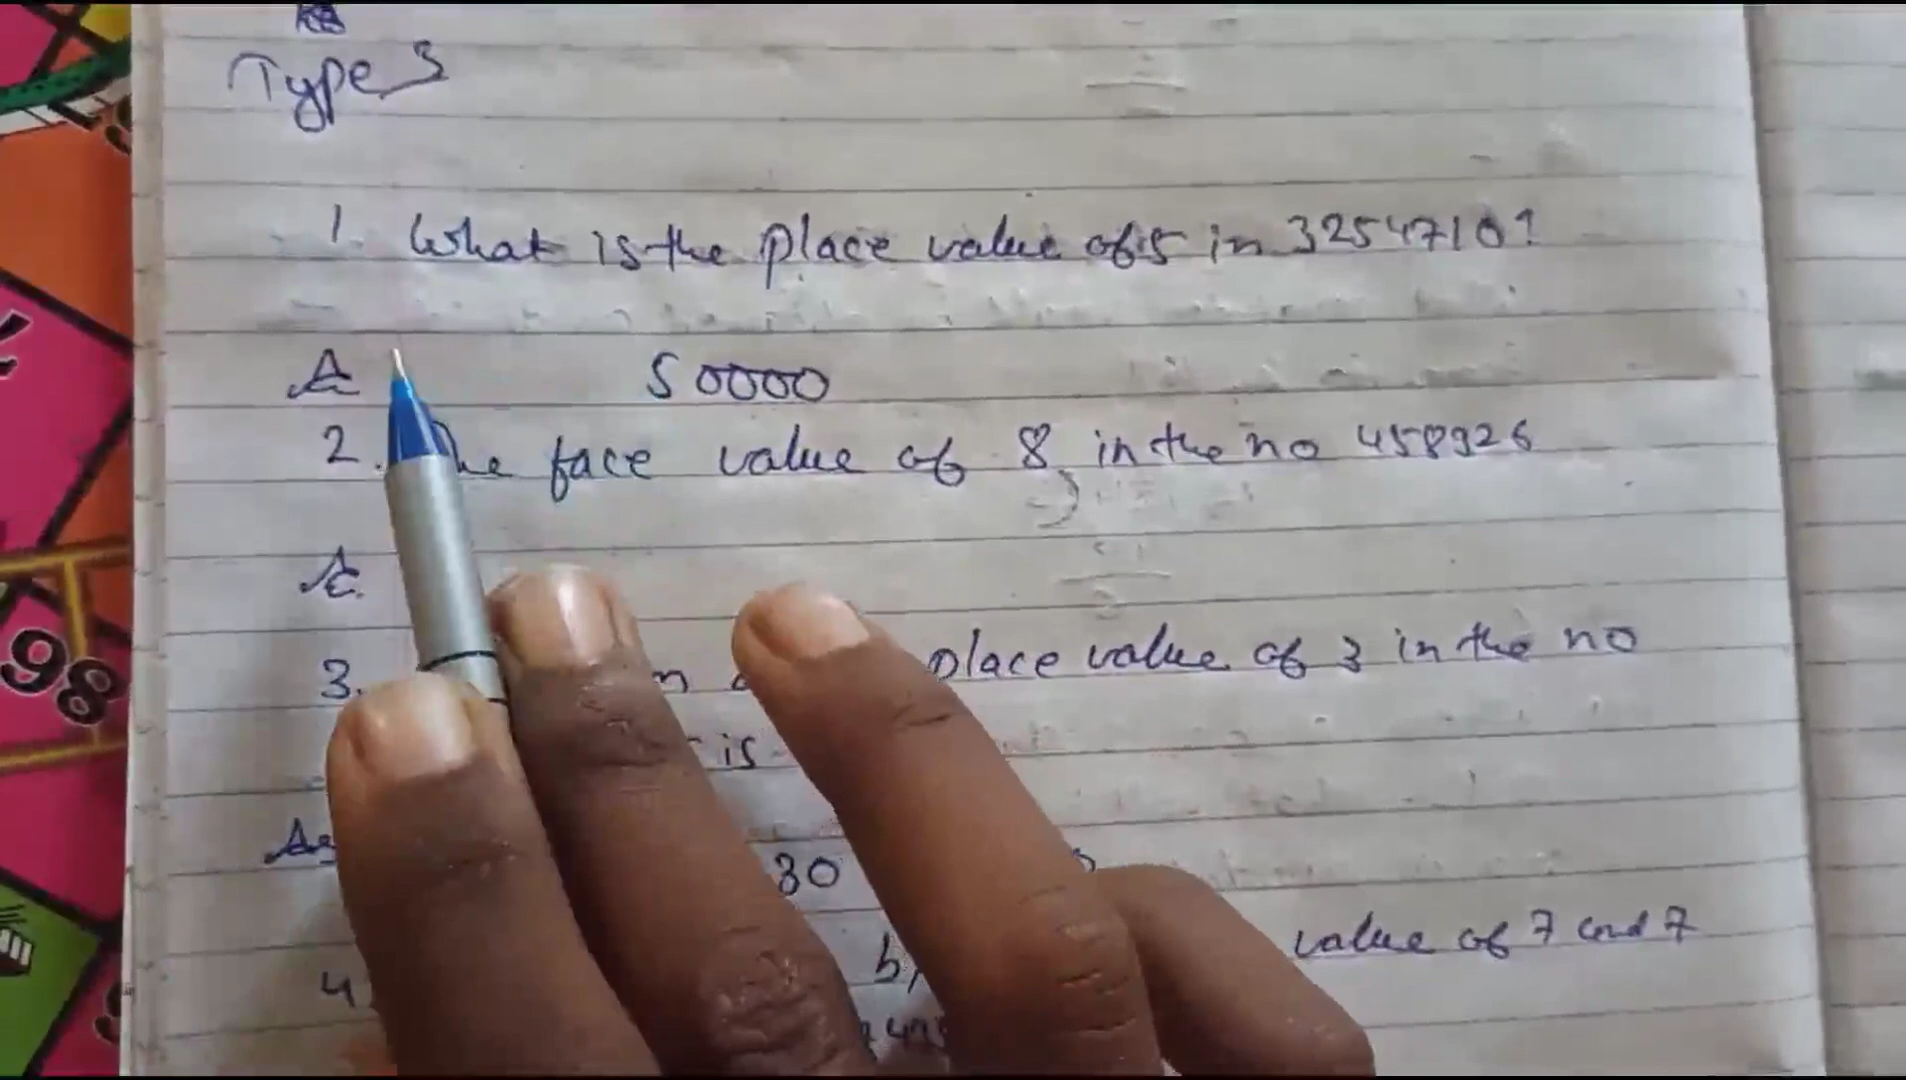 Type 3
1. What is the place value of 5 in 3254710?
A 50000
2. The face value of 8 in the no 458926
A.
3. place value of 3 in the no
is
As 30
4. b, value of 7 and 7
98